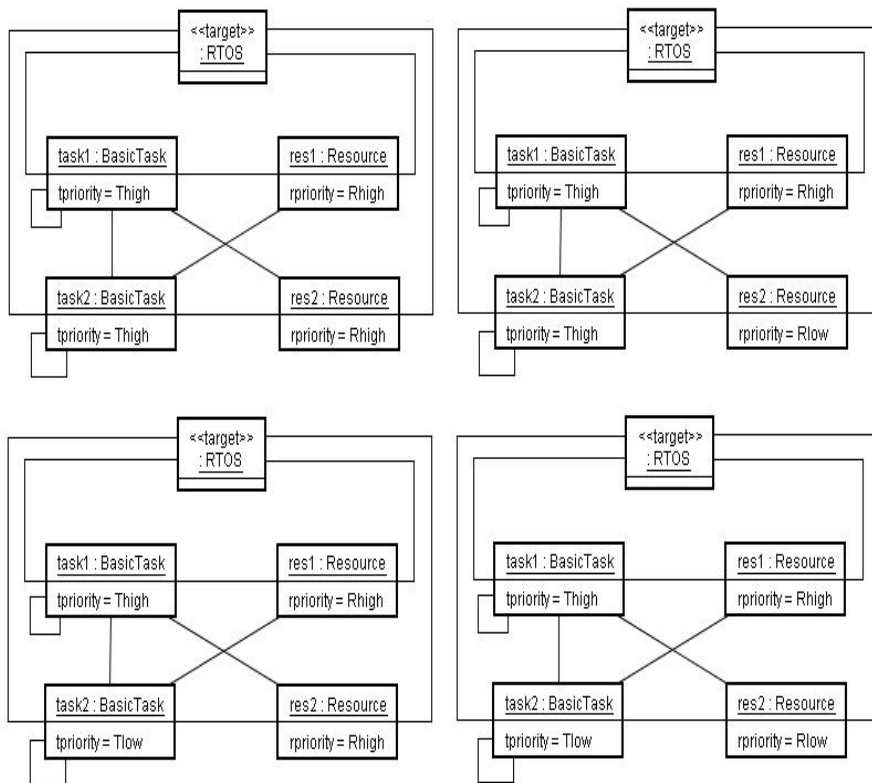 <<target>>
: RTOS
task1 : BasicTask
tpriority = Thigh
res1 : Resource
rpriority = Rhigh
task2 : BasicTask
tpriority = Thigh
res2 : Resource
rpriority = Rhigh
<<target>>
: RTOS
task1 : BasicTask
tpriority = Thigh
res1 : Resource
rpriority = Rhigh
task2 : BasicTask
tpriority = Thigh
res2 : Resource
rpriority = Rlow
<<target>>
: RTOS
task1 : BasicTask
tpriority = Thigh
res1 : Resource
rpriority = Rhigh
task2 : BasicTask
tpriority = Tlow
res2 : Resource
rpriority = Rhigh
<<target>>
: RTOS
task1 : BasicTask
tpriority = Thigh
res1 : Resource
rpriority = Rhigh
task2 : BasicTask
tpriority = Tlow
res2 : Resource
rpriority = Rlow